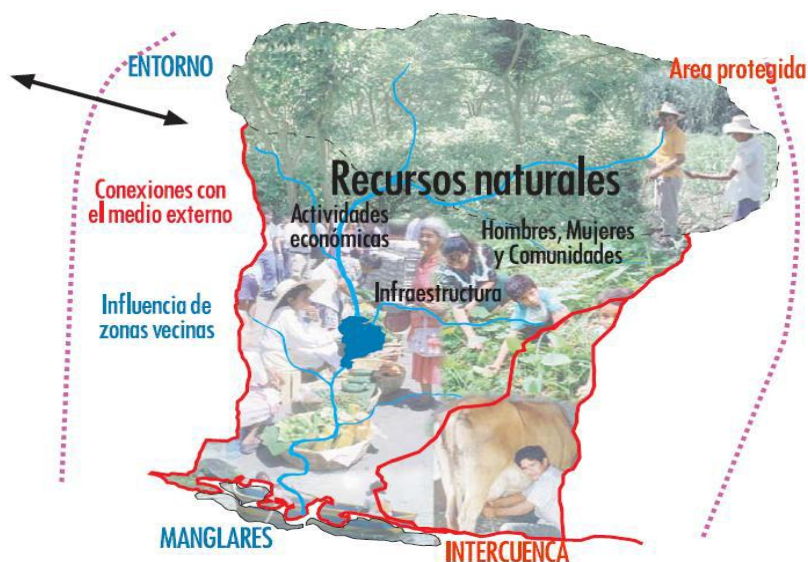 ENTORNO
Area protegida
Recursos naturales
Conexiones con
el medio externo
Actividades
económicas
Hombres, Mujeres
y Comunidades
Infraestructura
Influencia de
zonas vecinas
MANGLARES
INTERCUENCA